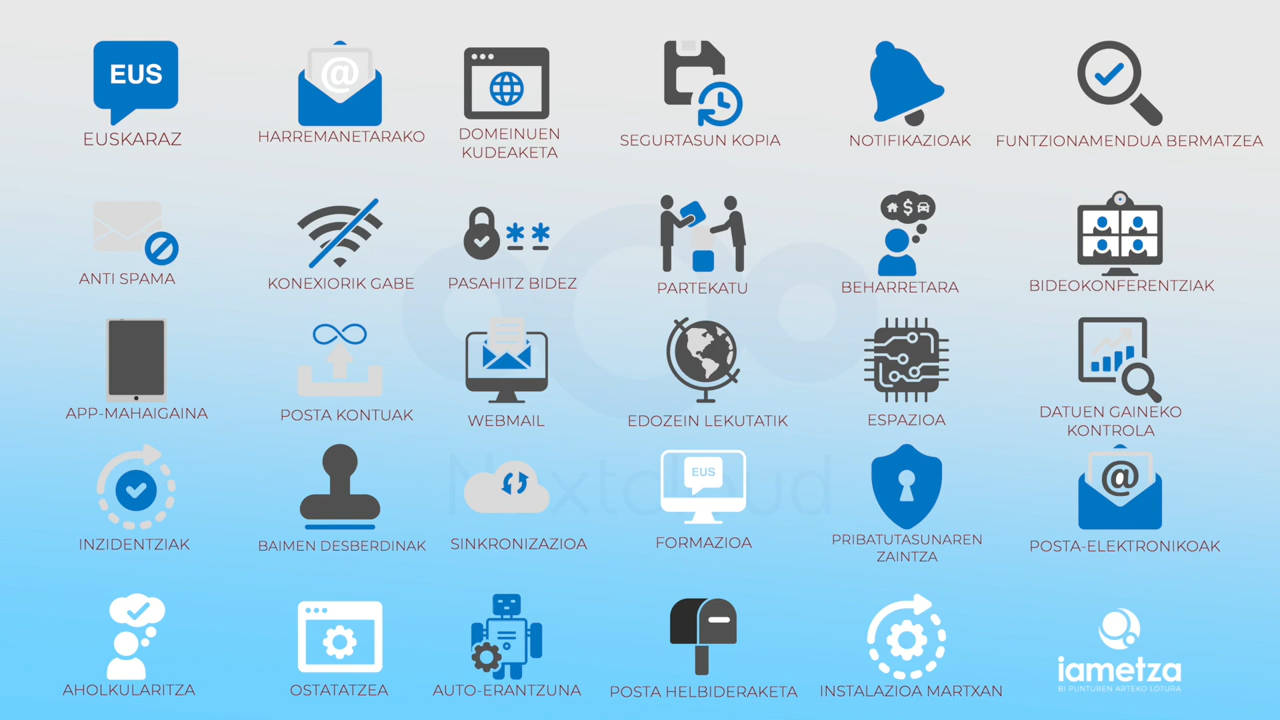 EUS
EUSKARAZ
@
HARREMANETARAKO
DOMEINUEN
KUDEAKETA
SEGURTASUN KOPIA
NOTIFIKAZIOAK
FUNTZIONAMENDUA BERMATZEA
ANTI SPAMA
KONEXIORIK GABE
**
PASAHITZ BIDEZ
PARTEKATU
$
BEHARRETARA
BIDEOKONFERENTZIAK
APP-MAHAIGAINA
POSTA KONTUAK
WEBMAIL
EDOZEIN LEKUTATIK
ESPAZIOA
DATUEN GAINEKO
KONTROLA
INZIDENTZIAK
BAIMEN DESBERDINAK
SINKRONIZAZIOA
EUS
FORMAZIOA
PRIBATUTASUNAREN
ZAINTZA
@
POSTA-ELEKTRONIKOAK
Nextcloud
AHOLKULARITZA
OSTATATZEA
AUTO-ERANTZUNA
POSTA HELBIDERAKETA
INSTALAZIOA MARTXAN
iametza
BI PUNTUREN ARTEKO LOTURA